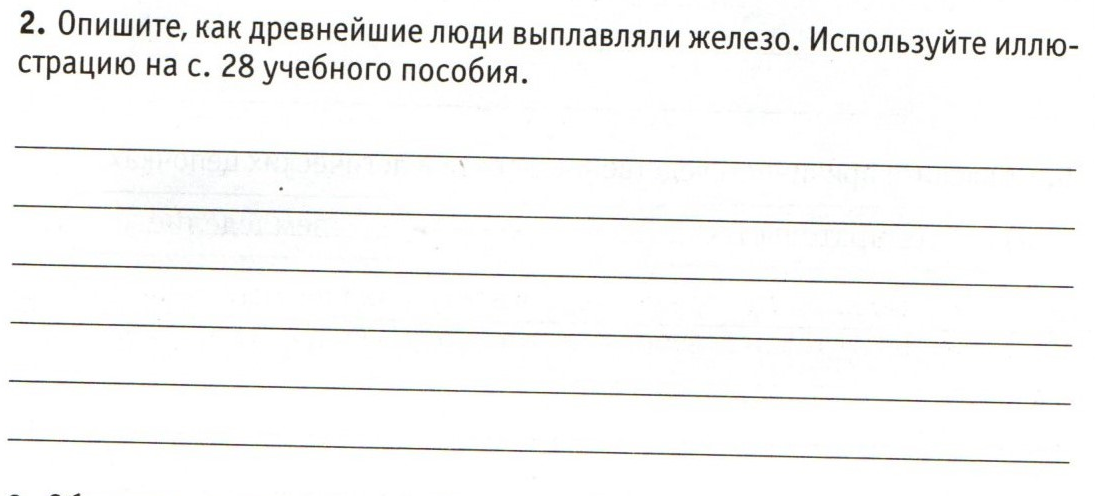 2. Опишите, как древнейшие люди выплавляли железо. Используйте иллю-
страцию на с. 28 учебного пособия.